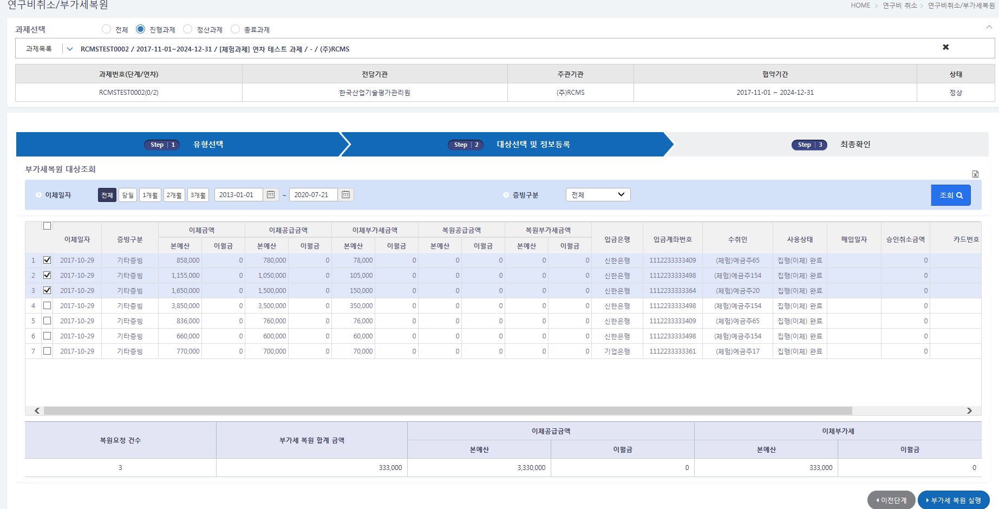 연구비취소/부가세복원
HOME > 연구비 취소 > 연구비취소/부가세복원
과제선택 전체 진행과제 정산과제 종료과제
과제목록 RCMSTEST0002 / 2017-11-01~2024-12-31 / [체험과제] 연차 테스트 과제 / - / (주)RCMS
과제번호(단계/연차) 전담기관 주관기관 협약기간 상태
RCMSTEST0002(0/2) 한국산업기술평가관리원 (주)RCMS 2017-11-01 ~ 2024-12-31 정상
Step | 1 유형선택 Step | 2 대상선택 및 정보등록 Step | 3 최종확인
부가세복원 대상조회
이체일자 전체 당일 1개월 2개월 3개월 2013-01-01 ~ 2020-07-21 증빙구분 전체 조회
이체일자 증빙구분 이체금액 이체공급금액 이체부가세금액 복원공급금액 복원부가세금액 입금은행 입금계좌번호 수취인 사용상태 매입일자 승인취소금액 카드번호
본예산 이월금 본예산 이월금 본예산 이월금 본예산 이월금 본예산 이월금
1 2017-10-29 기타증빙 858,000 0 780,000 0 78,000 0 0 0 0 0 신한은행 1112233333409 (체험)예금주65 집행(이체) 완료 0
2 2017-10-29 기타증빙 1,155,000 0 1,050,000 0 105,000 0 0 0 0 0 신한은행 1112233333498 (체험)예금주154 집행(이체) 완료 0
3 2017-10-29 기타증빙 1,650,000 0 1,500,000 0 150,000 0 0 0 0 0 신한은행 1112233333364 (체험)예금주20 집행(이체) 완료 0
4 2017-10-29 기타증빙 3,850,000 0 3,500,000 0 350,000 0 0 0 0 0 신한은행 1112233333498 (체험)예금주154 집행(이체) 완료 0
5 2017-10-29 기타증빙 836,000 0 760,000 0 76,000 0 0 0 0 0 신한은행 1112233333409 (체험)예금주65 집행(이체) 완료 0
6 2017-10-29 기타증빙 660,000 0 600,000 0 60,000 0 0 0 0 0 신한은행 1112233333498 (체험)예금주154 집행(이체) 완료 0
7 2017-10-29 기타증빙 770,000 0 700,000 0 70,000 0 0 0 0 0 기업은행 1112233333361 (체험)예금주17 집행(이체) 완료 0
복원요청 건수 부가세 복원 합계 금액 이체공급금액 이체부가세
본예산 이월금 본예산 이월금
3 333,000 3,330,000 0 333,000 0
이전단계 부가세 복원 실행